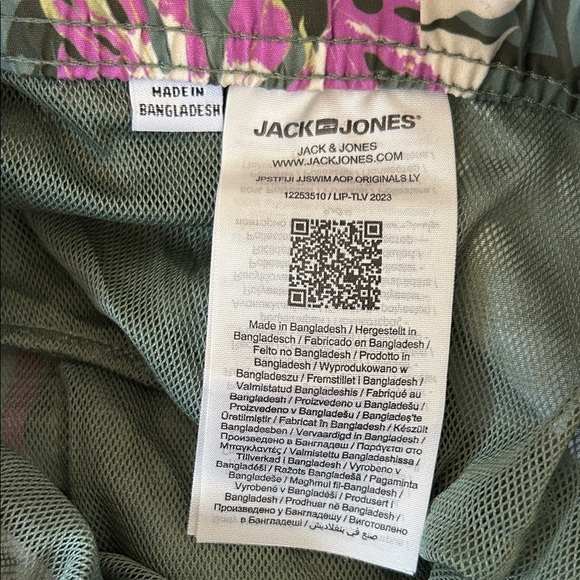 MADE IN
BANGLADESH
JACK JONES®
JACK & JONES
WWW.JACKJONES.COM
JPSTFIJI JJSWIM AOP ORIGINALS LY
12253510 / LIP-TLV 2023
Made in Bangladesh / Hergestellt in
Bangladesch / Fabricado en Bangladesh /
Feito no Bangladesh / Prodotto in
Bangladesh / Wyprodukowano w
Bangladeszu / Fremstillet i Bangladesh /
Valmistatud Bangladeshis / Fabriqué au
Bangladesh / Proizvedeno u Bangladešu /
Proizvedeno v Bangladešu / Bangladeş'te
Üretilmiştir / Fabricat în Bangladesh / Készült
Bangladesben / Vervaardigd in Bangladesh /
Произведено в Бангладеш / Παράγεται στο
Μπαγκλαντές / Valmistettu Bangladeshissa /
Tillverkad i Bangladesh / Vyrobeno v
Bangladéši / Ražots Bangladešā / Pagaminta
Bangladeše / Maghmul fil-Bangladesh /
Vyrobené v Bangladéši / Produsert i
Bangladesh / Prodhuar në Bangladesh /
Произведено у Бангладешу / Виготовлено
в Бангладеші / صنع في بنغلاديش